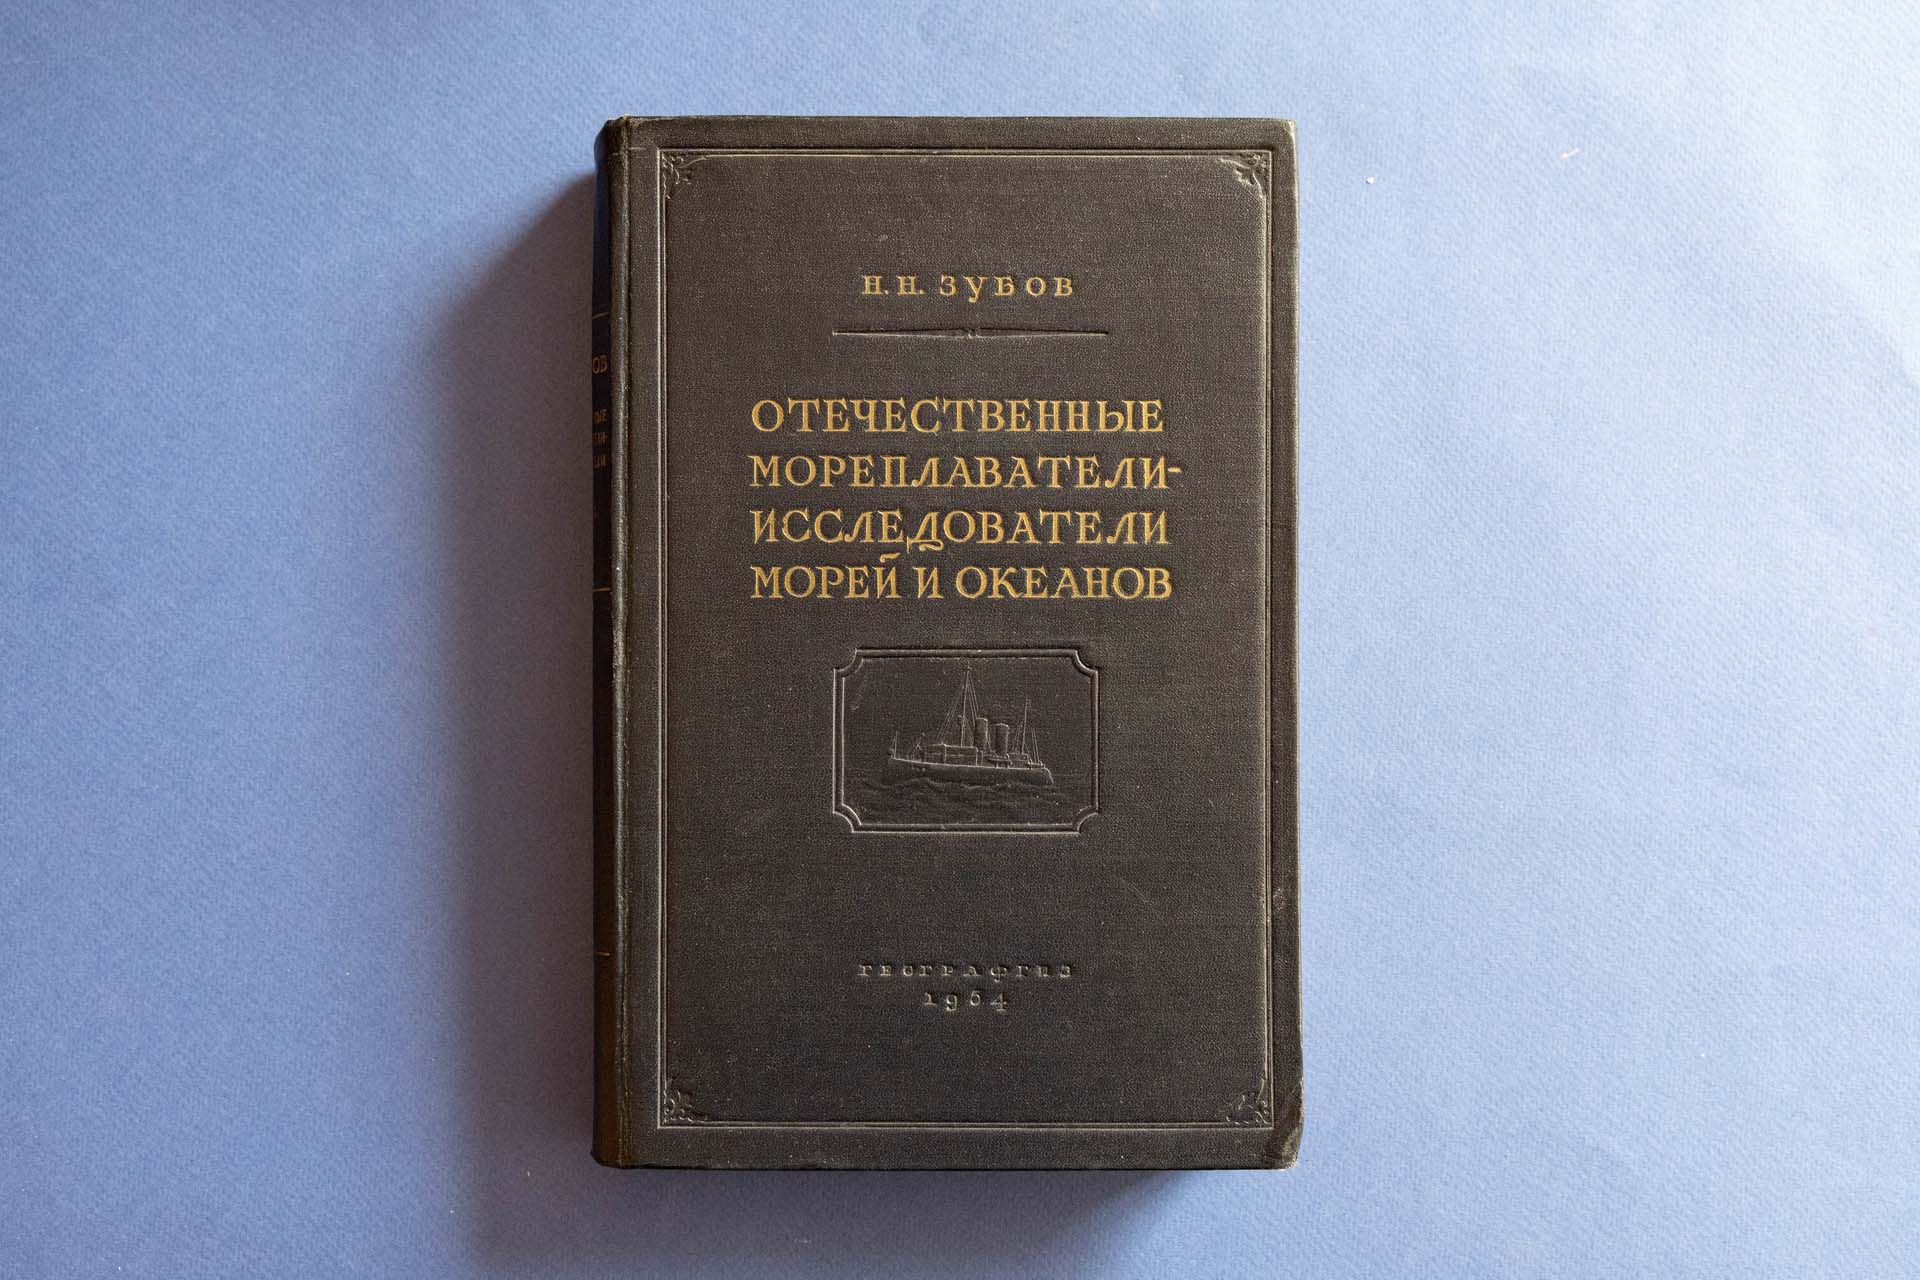 Н. Н. ЗУБОВ
ОТЕЧЕСТВЕННЫЕ
МОРЕПЛАВАТЕЛИ-
ИССЛЕДОВАТЕЛИ
МОРЕЙ И ОКЕАНОВ
ГЕОГРАФГИЗ
1954